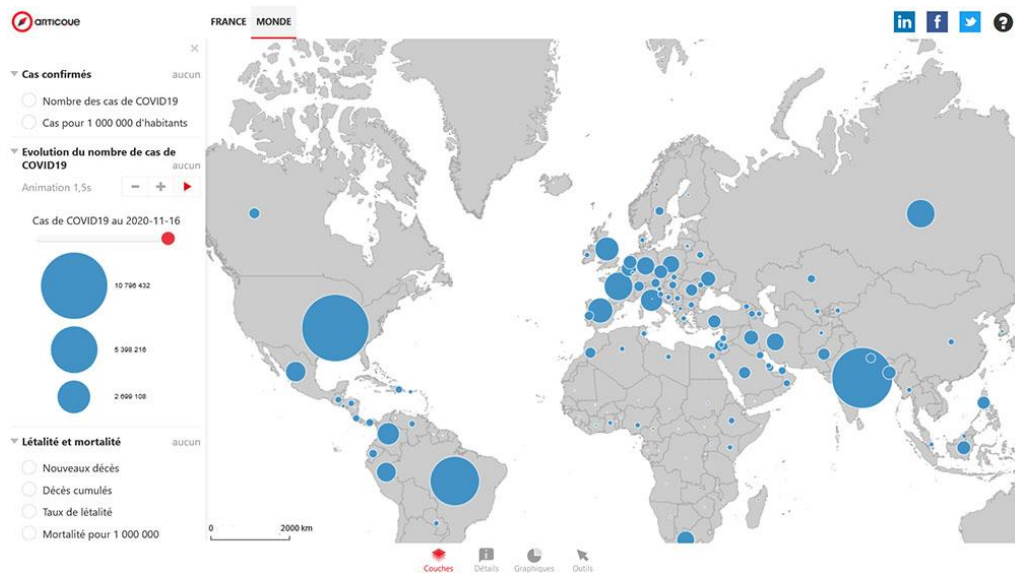 articque
FRANCE MONDE
Cas confirmés aucun
Nombre des cas de COVID19
Cas pour 1 000 000 d'habitants
Evolution du nombre de cas de
COVID19 aucun
Animation 1,5s
Cas de COVID19 au 2020-11-16
10 796 432
5 398 216
2 699 108
Létalité et mortalité aucun
Nouveaux décès
Décès cumulés
Taux de létalité
Mortalité pour 1 000 000
0 2000 km
Couches Détails Graphiques Outils